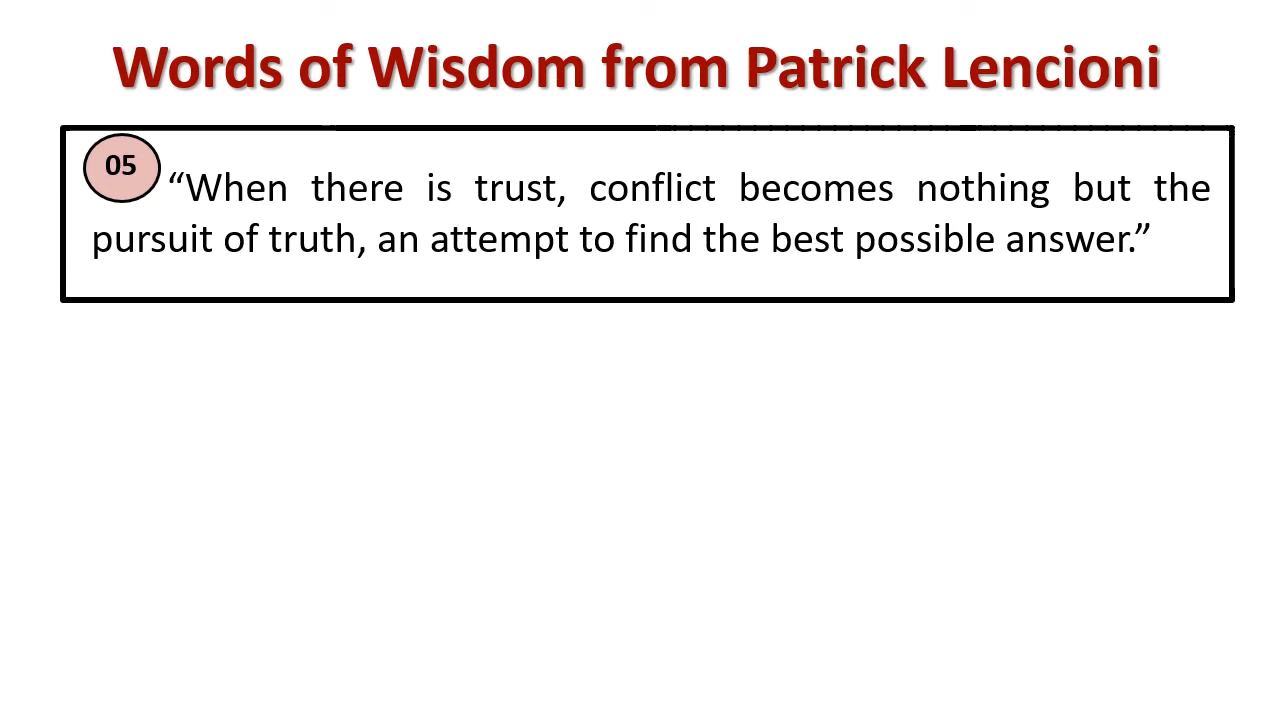 Words of Wisdom from Patrick Lencioni
05
“When there is trust, conflict becomes nothing but the
pursuit of truth, an attempt to find the best possible answer.”